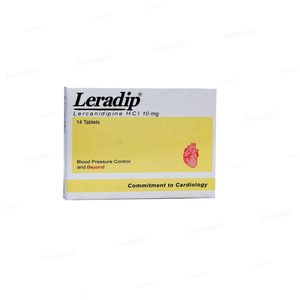 Leradip®
Lercanidipine HCl 10 mg
14 Tablets
Blood Pressure Control
and Beyond
Commitment to Cardiology